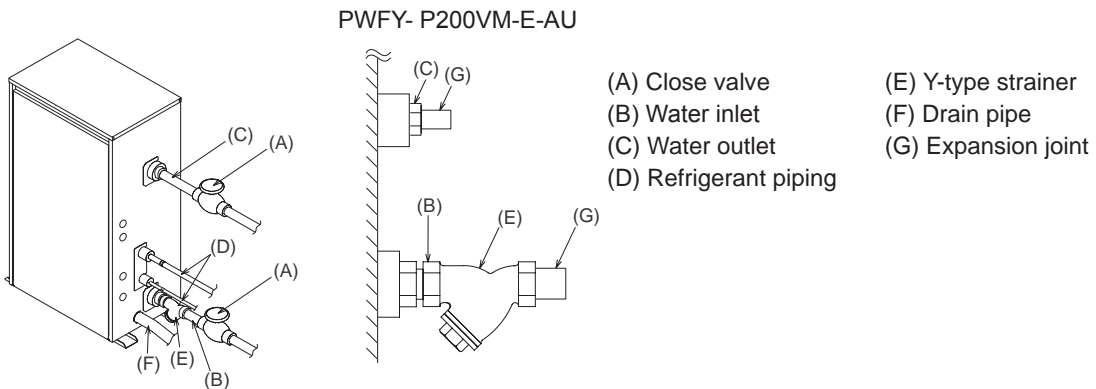 PWFY- P200VM-E-AU
(C)
(A)
(D)
(A)
(F)
(E)
(B)
(C)
(G)
(B)
(E)
(G)
(A) Close valve
(B) Water inlet
(C) Water outlet
(D) Refrigerant piping
(E) Y-type strainer
(F) Drain pipe
(G) Expansion joint